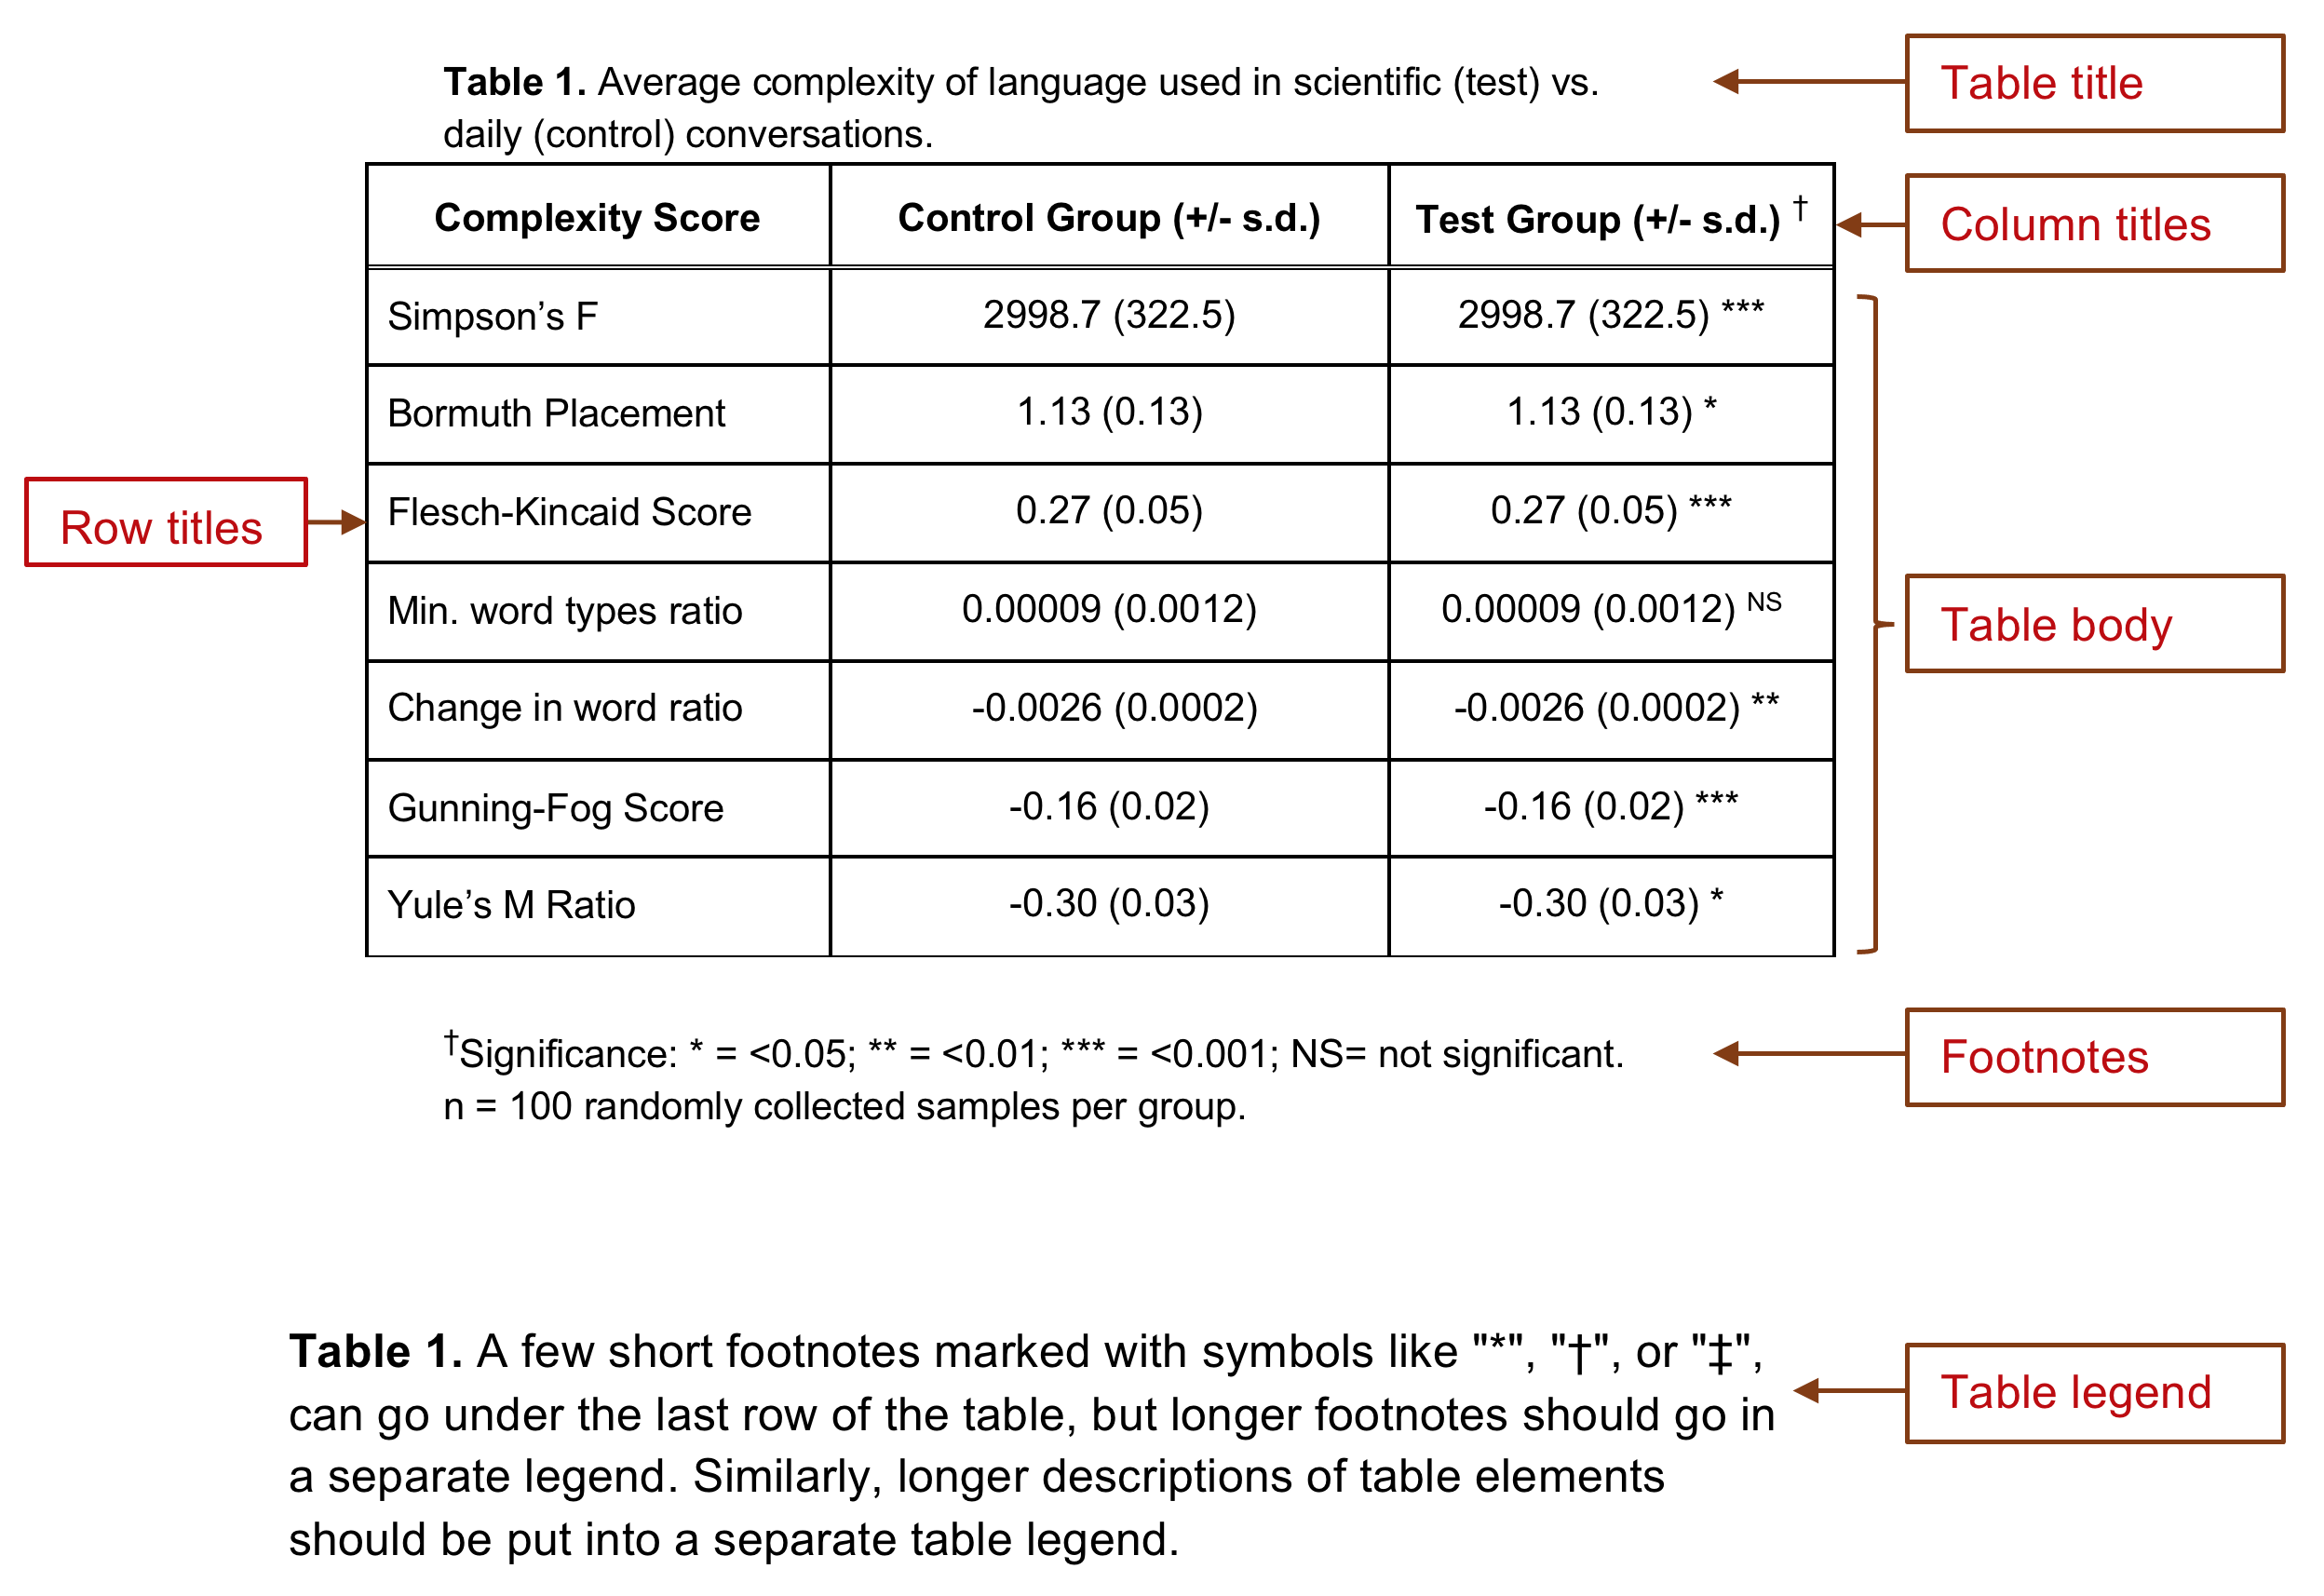 Table 1. Average complexity of language used in scientific (test) vs.
daily (control) conversations.
Table title
Complexity Score Control Group (+/- s.d.) Test Group (+/- s.d.) †
Column titles
Simpson’s F 2998.7 (322.5) 2998.7 (322.5) ***
Bormuth Placement 1.13 (0.13) 1.13 (0.13) *
Flesch-Kincaid Score 0.27 (0.05) 0.27 (0.05) ***
Row titles
Min. word types ratio 0.00009 (0.0012) 0.00009 (0.0012) NS
Table body
Change in word ratio -0.0026 (0.0002) -0.0026 (0.0002) **
Gunning-Fog Score -0.16 (0.02) -0.16 (0.02) ***
Yule’s M Ratio -0.30 (0.03) -0.30 (0.03) *
†Significance: * = <0.05; ** = <0.01; *** = <0.001; NS= not significant.
n = 100 randomly collected samples per group.
Footnotes
Table 1. A few short footnotes marked with symbols like "*", "†", or "‡",
can go under the last row of the table, but longer footnotes should go in
a separate legend. Similarly, longer descriptions of table elements
should be put into a separate table legend.
Table legend